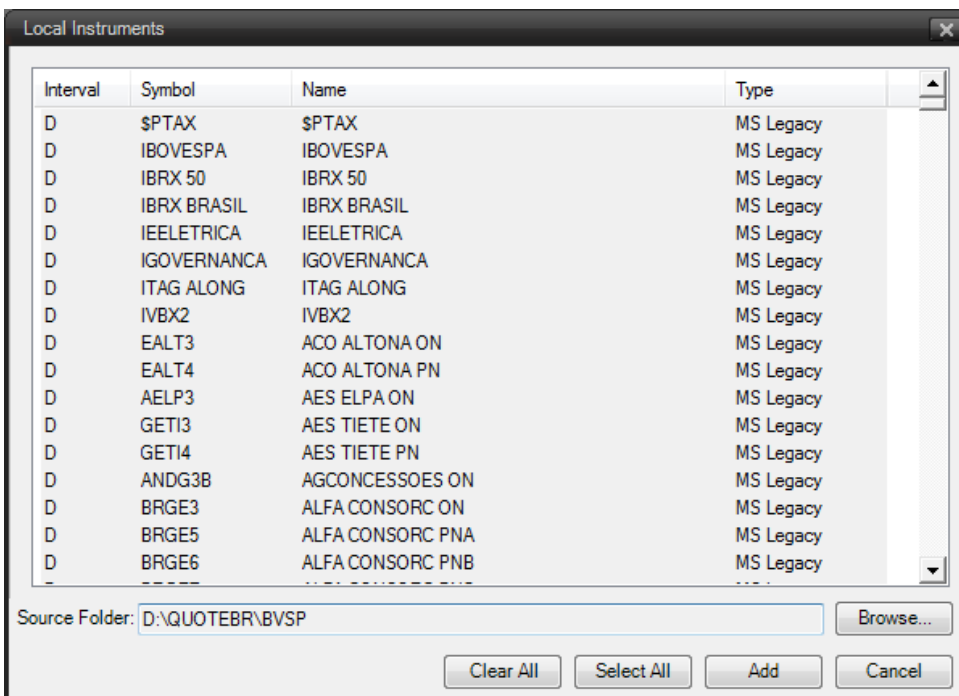 Local Instruments
Interval Symbol Name Type
D $PTAX $PTAX MS Legacy
D IBOVESPA IBOVESPA MS Legacy
D IBRX 50 IBRX 50 MS Legacy
D IBRX BRASIL IBRX BRASIL MS Legacy
D IEELETRICA IEELETRICA MS Legacy
D IGOVERNANCA IGOVERNANCA MS Legacy
D ITAG ALONG ITAG ALONG MS Legacy
D IVBX2 IVBX2 MS Legacy
D EALT3 ACO ALTONA ON MS Legacy
D EALT4 ACO ALTONA PN MS Legacy
D AELP3 AES ELPA ON MS Legacy
D GETI3 AES TIETE ON MS Legacy
D GETI4 AES TIETE PN MS Legacy
D ANDG3B AGCONCESSOES ON MS Legacy
D BRGE3 ALFA CONSORC ON MS Legacy
D BRGE5 ALFA CONSORC PNA MS Legacy
D BRGE6 ALFA CONSORC PNB MS Legacy
Source Folder: D:\QUOTEBR\BVSP Browse...
Clear All Select All Add Cancel